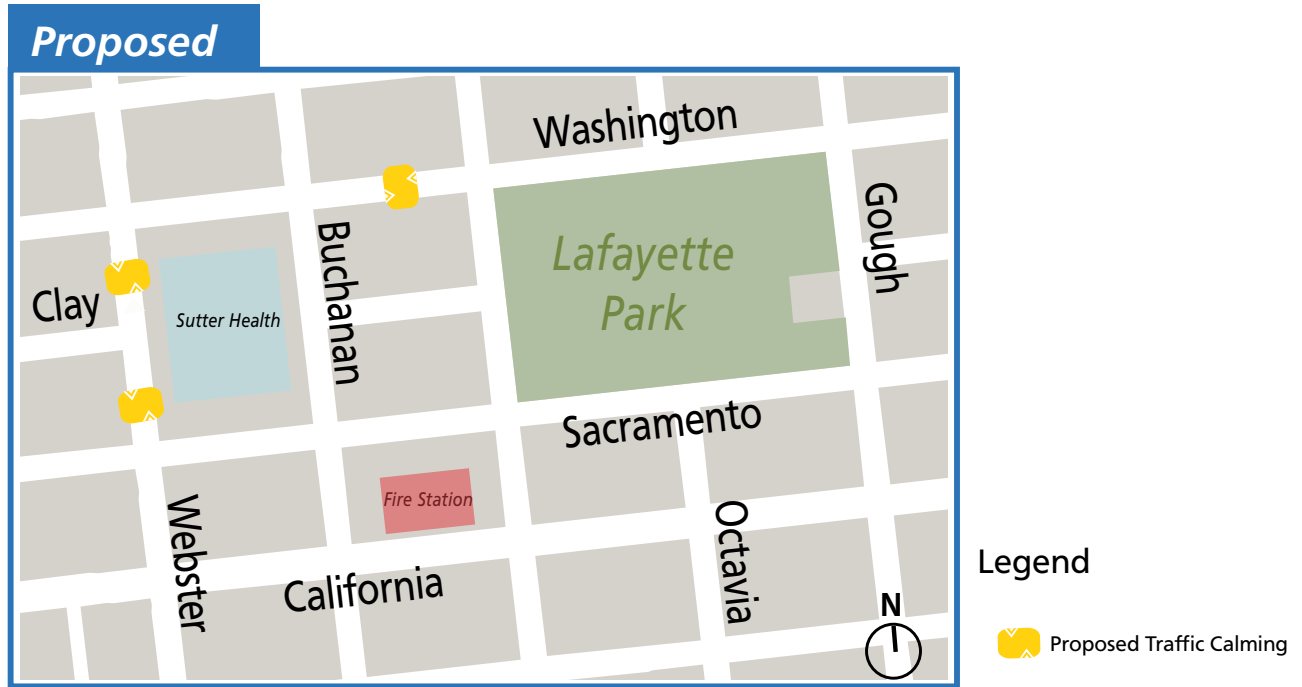 Proposed
Washington
Gough
Buchanan
Lafayette
Park
Clay
Sutter Health
Sacramento
Fire Station
Webster
Octavia
California
N
Legend
Proposed Traffic Calming